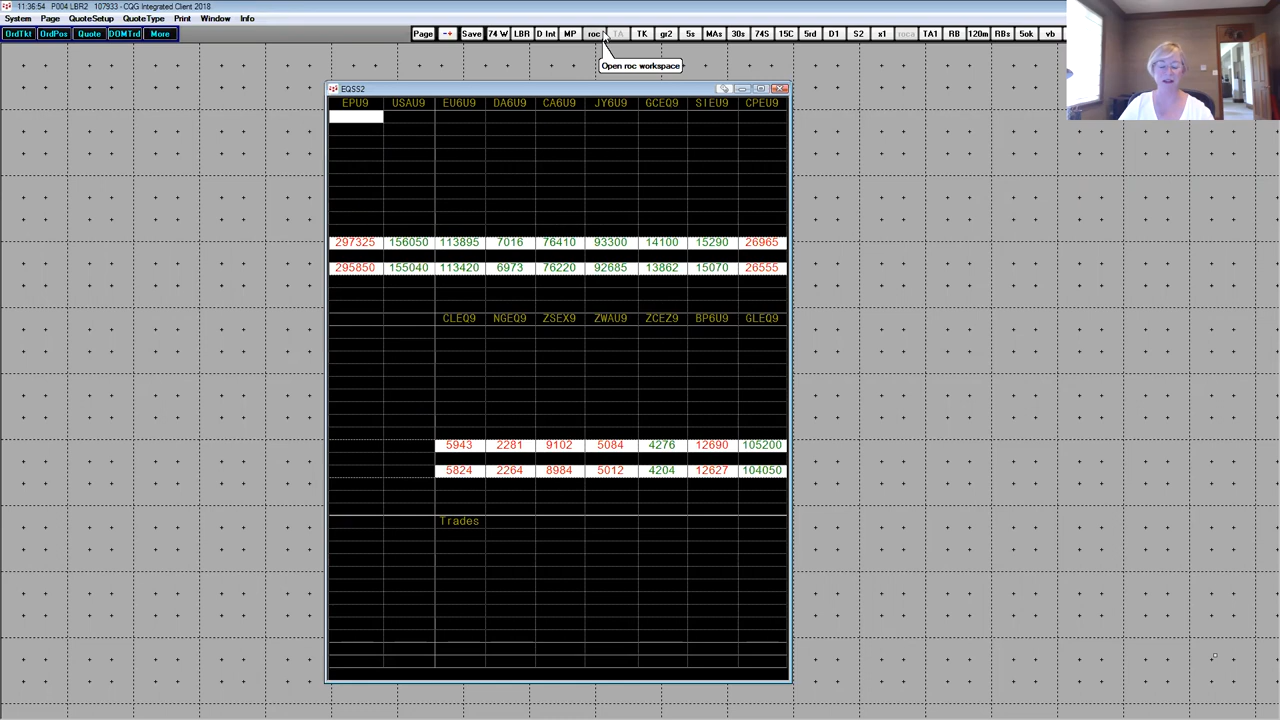 11:36:54 P004 LBR2 107933 - CQG Integrated Client 2018
System Page QuoteSetup QuoteType Print Window Info
OrdTkt OrdPos Quote DOMTrd More Page -+ Save 74 W LBR D Int MP roc TA TK gr2 5s MAs 30s 74S 15C 5rd D1 S2 x1 roca TA1 RB 120m RBs 5ok us vb
Open roc workspace
EQSS2
EPU9 USAU9 EU6U9 DA6U9 CA6U9 JY6U9 GCEQ9 SIEU9 CPEU9
297325 156050 113895 7016 76410 93300 14100 15290 26965
295850 155040 113420 6973 76220 92685 13862 15070 26555
CLEQ9 NGEQ9 ZSEX9 ZWAU9 ZCEZ9 BP6U9 GLEQ9
5943 2281 9102 5084 4276 12690 105200
5824 2264 8984 5012 4204 12627 104050
Trades